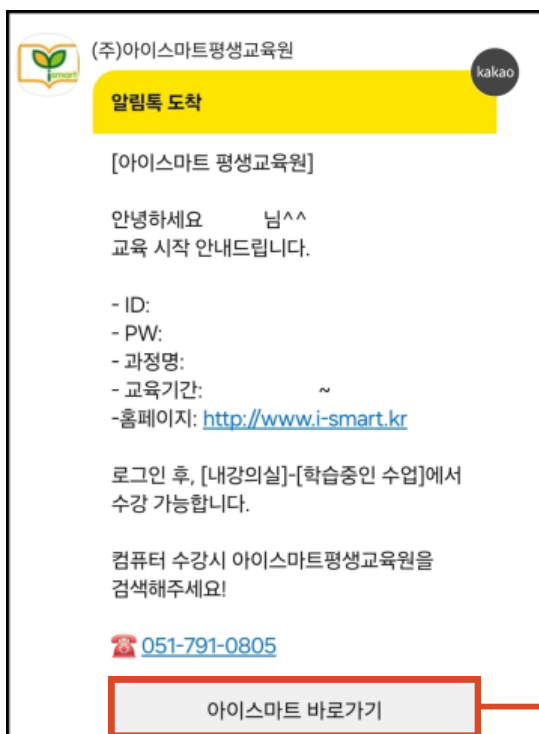 ismart
(주)아이스마트평생교육원
kakao
알림톡 도착
[아이스마트 평생교육원]
안녕하세요 님^^
교육 시작 안내드립니다.
- ID:
- PW:
- 과정명:
- 교육기간: ~
-홈페이지: http://www.i-smart.kr
로그인 후, [내강의실]-[학습중인 수업]에서
수강 가능합니다.
컴퓨터 수강시 아이스마트평생교육원을
검색해주세요!
☎ 051-791-0805
아이스마트 바로가기